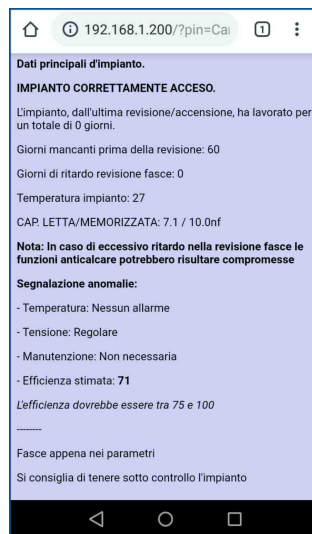 192.168.1.200/?pin=Cai
1
Dati principali d'impianto.
IMPIANTO CORRETTAMENTE ACCESO.
L'impianto, dall'ultima revisione/accensione, ha lavorato per
un totale di 0 giorni.
Giorni mancanti prima della revisione: 60
Giorni di ritardo revisione fasce: 0
Temperatura impianto: 27
CAP. LETTA/MEMORIZZATA: 7.1 / 10.0nf
Nota: In caso di eccessivo ritardo nella revisione fasce le
funzioni anticalcare potrebbero risultare compromesse
Segnalazione anomalie:
- Temperatura: Nessun allarme
- Tensione: Regolare
- Manutenzione: Non necessaria
- Efficienza stimata: 71
L'efficienza dovrebbe essere tra 75 e 100
--------
Fasce appena nei parametri
Si consiglia di tenere sotto controllo l'impianto